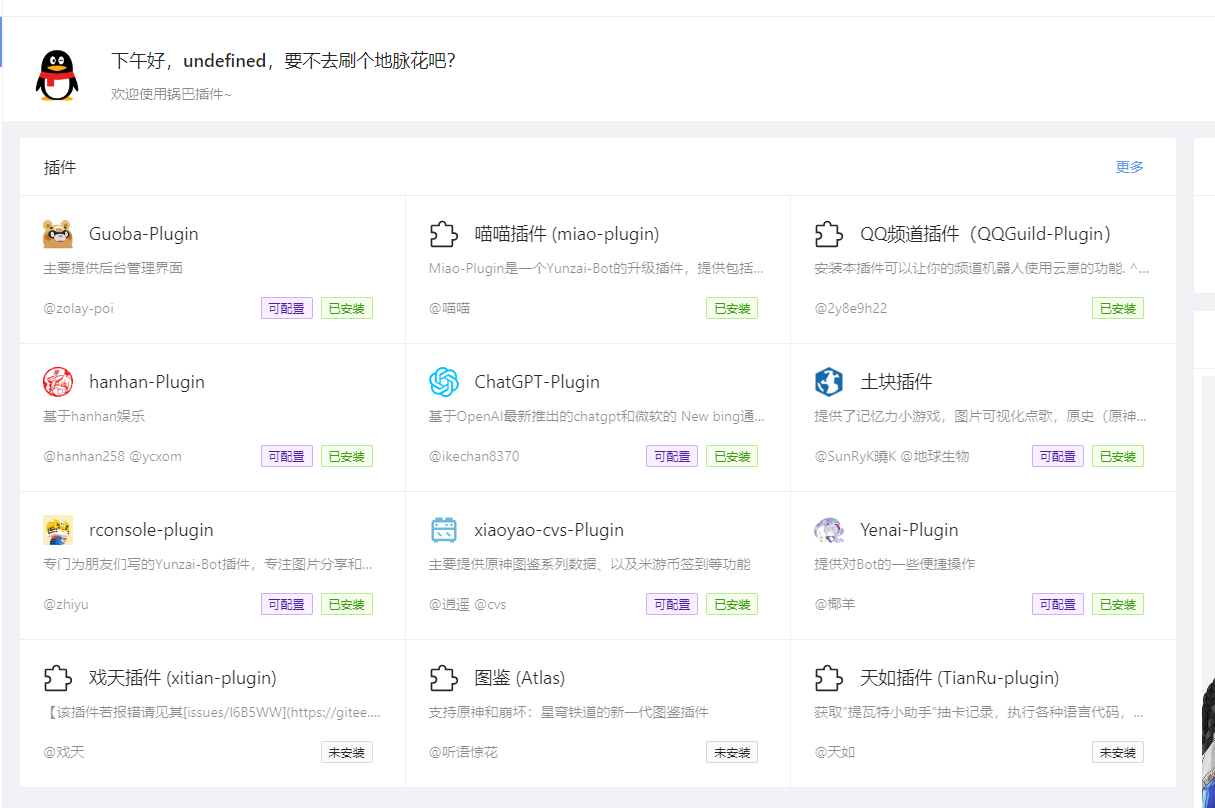 下午好，undefined，要不去刷个地脉花吧？
欢迎使用锅巴插件~
插件
更多
Guoba-Plugin
主要提供后台管理界面
@zolay-poi
可配置
已安装
喵喵插件 (miao-plugin)
Miao-Plugin是一个Yunzai-Bot的升级插件，提供包括...
@喵喵
已安装
QQ频道插件（QQGuild-Plugin）
安装本插件可以让你的频道机器人使用云崽的功能. ^...
@2y8e9h22
已安装
hanhan-Plugin
基于hanhan娱乐
@hanhan258 @ycxom
可配置
已安装
ChatGPT-Plugin
基于OpenAI最新推出的chatgpt和微软的 New bing通...
@ikechan8370
可配置
已安装
土块插件
提供了记忆力小游戏，图片可视化点歌，原史（原神...
@SunRyK曉K @地球生物
可配置
已安装
rconsole-plugin
专门为朋友们写的Yunzai-Bot插件，专注图片分享和...
@zhiyu
可配置
已安装
xiaoyao-cvs-Plugin
主要提供原神图鉴系列数据、以及米游币签到等功能
@逍遥 @cvs
可配置
已安装
Yenai-Plugin
提供对Bot的一些便捷操作
@椰羊
可配置
已安装
戏天插件 (xitian-plugin)
【该插件若报错请见其[issues/I6B5WW](https://gitee....
@戏天
未安装
图鉴 (Atlas)
支持原神和崩坏：星穹铁道的新一代图鉴插件
@听语惊花
未安装
天如插件 (TianRu-plugin)
获取"提瓦特小助手"抽卡记录，执行各种语言代码，...
@天如
未安装